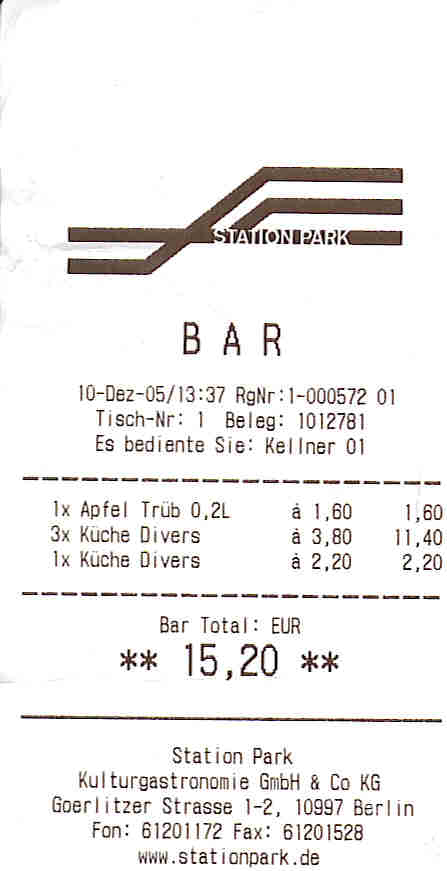 STATION PARK
BAR
10-Dez-05/13:37 RgNr:1-000572 01
Tisch-Nr: 1 Beleg: 1012781
Es bediente Sie: Kellner 01
1x Apfel Trüb 0,2L à 1,60 1,60
3x Küche Divers à 3,80 11,40
1x Küche Divers à 2,20 2,20
Bar Total: EUR
** 15,20 **
Station Park
Kulturgastronomie GmbH & Co KG
Goerlitzer Strasse 1-2, 10997 Berlin
Fon: 61201172 Fax: 61201528
www.stationpark.de